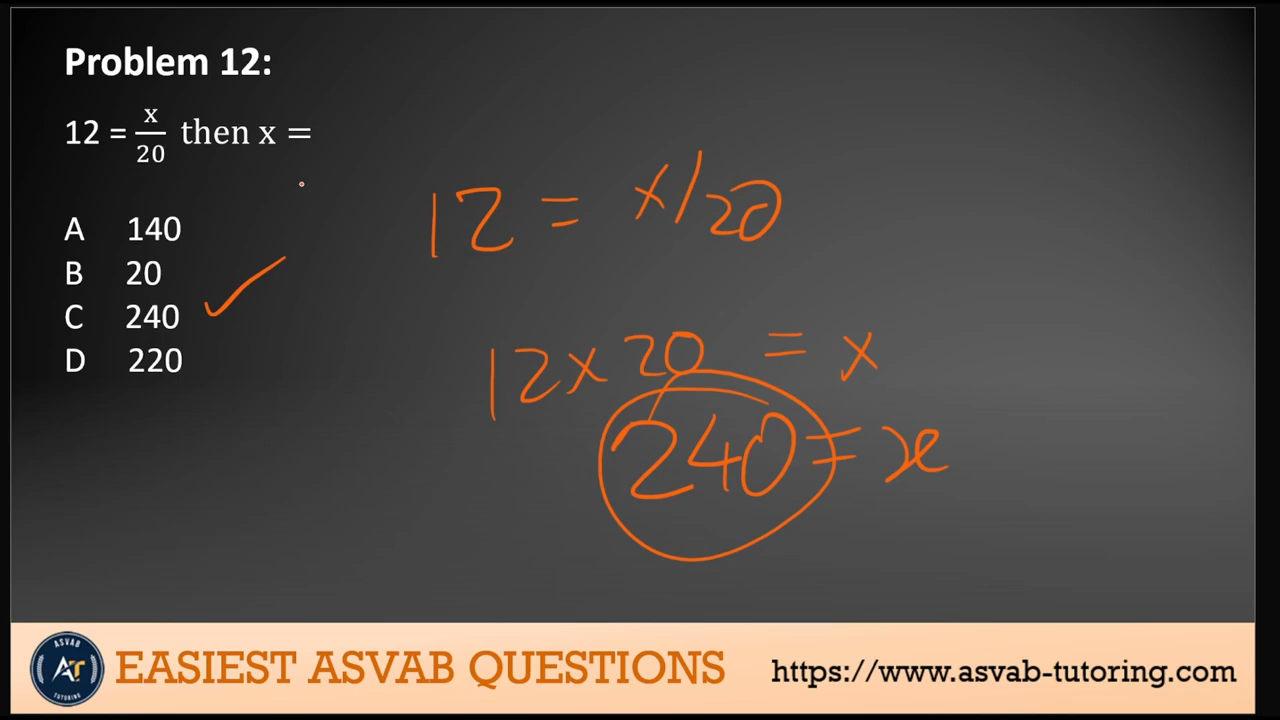 Problem 12:
12 = x/20 then x =
A 140
B 20
C 240
D 220
12 = x/20
12 x 20 = x
240 = x
ASVAB
AT
TUTORING
EASIEST ASVAB QUESTIONS
https://www.asvab-tutoring.com